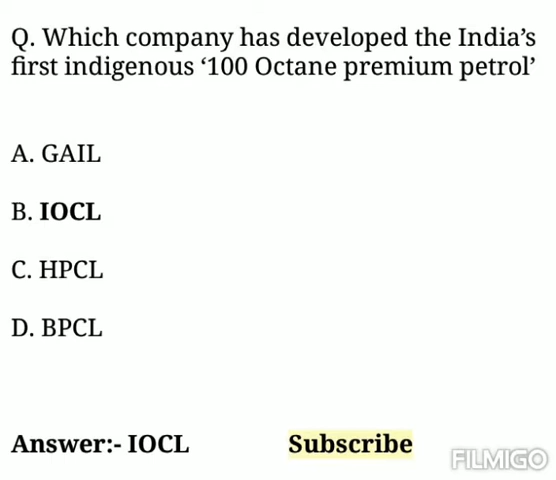 Q. Which company has developed the India’s
first indigenous ‘100 Octane premium petrol’
A. GAIL
B. IOCL
C. HPCL
D. BPCL
Answer:- IOCL Subscribe
FILMIGO